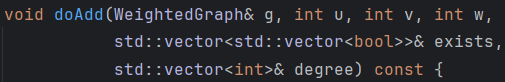 void doAdd(WeightedGraph& g, int u, int v, int w,
std::vector<std::vector<bool>>& exists,
std::vector<int>& degree) const {